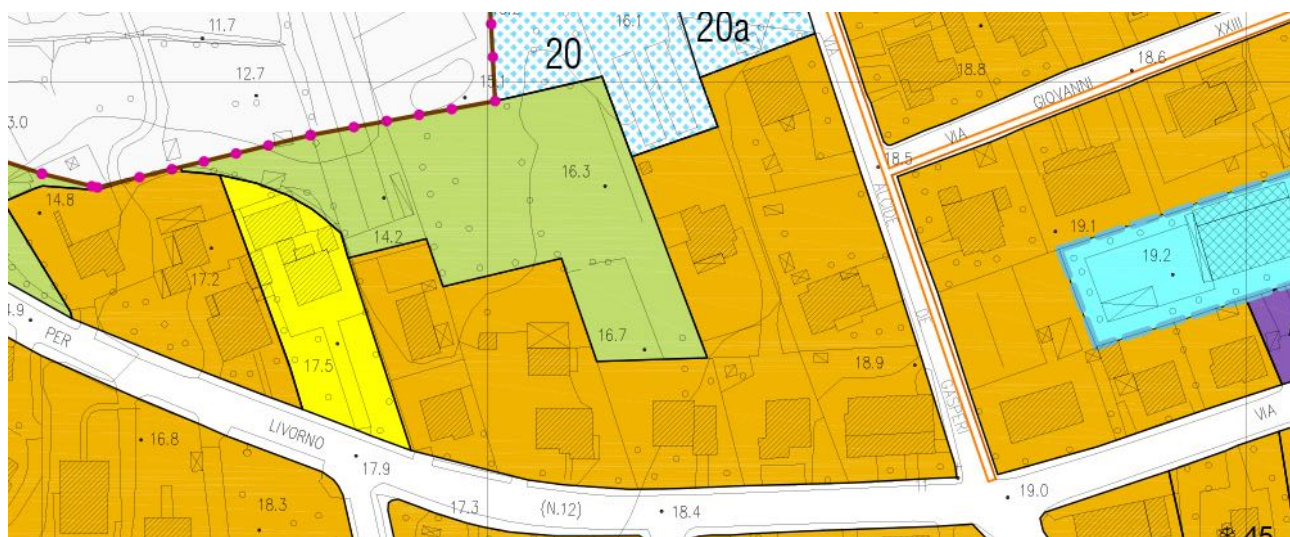 11.7
16.1
20a
VIA
XXIII
20
18.6
18.8
12.7
15.1
GIOVANNI
3.0
VIA
18.5
16.3
14.8
ALCIDE
19.1
14.2
17.2
19.2
4.9
DE
PER
16.7
17.5
18.9
GASPERI
VIA
LIVORNO
16.8
17.9
19.0
18.3
17.3
(N.12)
18.4
45